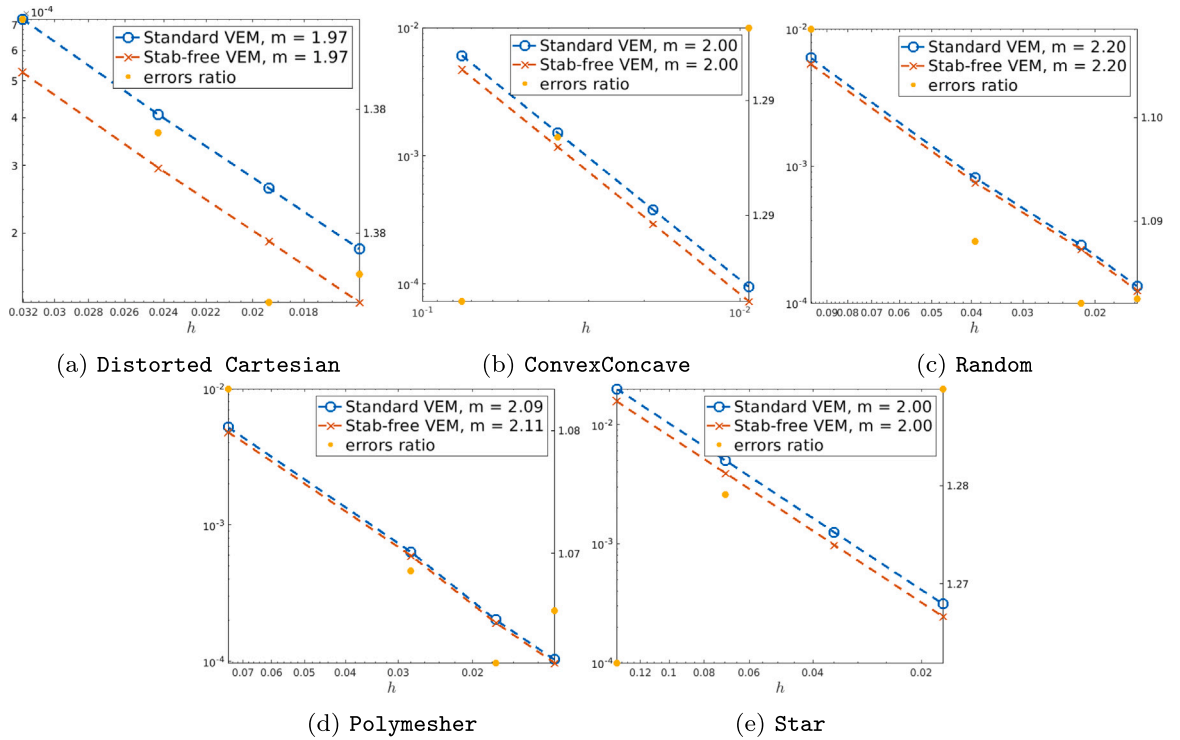 ×10^-4
7
6
5
4
3
2
Standard VEM, m = 1.97
Stab-free VEM, m = 1.97
errors ratio
1.38
1.38
0.032 0.03 0.028 0.026 0.024 0.022 0.02 0.018 0.016
h
(a) Distorted Cartesian
10^-2
10^-3
10^-4
Standard VEM, m = 2.00
Stab-free VEM, m = 2.00
errors ratio
1.29
1.29
10^-1 10^-2
h
(b) ConvexConcave
10^-2
10^-3
10^-4
Standard VEM, m = 2.20
Stab-free VEM, m = 2.20
errors ratio
1.10
1.09
0.09 0.08 0.07 0.06 0.05 0.04 0.03 0.02
h
(c) Random
10^-2
10^-3
10^-4
Standard VEM, m = 2.09
Stab-free VEM, m = 2.11
errors ratio
1.08
1.07
0.07 0.06 0.05 0.04 0.03 0.02
h
(d) Polymesher
10^-2
10^-3
10^-4
Standard VEM, m = 2.00
Stab-free VEM, m = 2.00
errors ratio
1.28
1.27
0.12 0.1 0.08 0.06 0.04 0.02
h
(e) Star